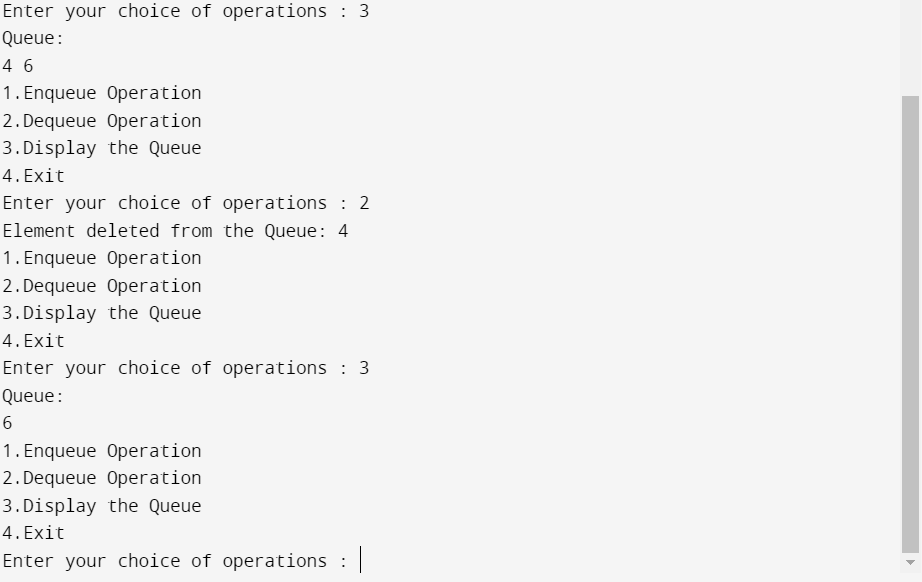 Enter your choice of operations : 3
Queue:
4 6
1.Enqueue Operation
2.Dequeue Operation
3.Display the Queue
4.Exit
Enter your choice of operations : 2
Element deleted from the Queue: 4
1.Enqueue Operation
2.Dequeue Operation
3.Display the Queue
4.Exit
Enter your choice of operations : 3
Queue:
6
1.Enqueue Operation
2.Dequeue Operation
3.Display the Queue
4.Exit
Enter your choice of operations :